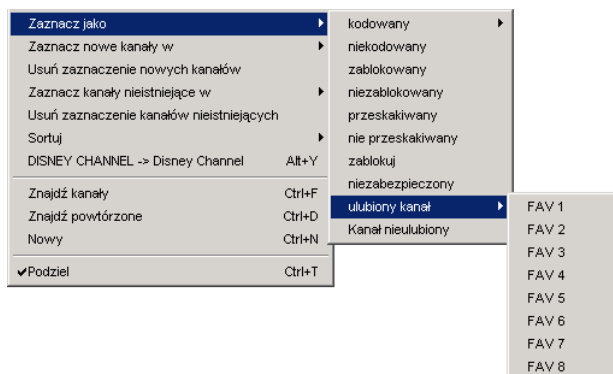 Zaznacz jako
Zaznacz nowe kanały w
Usuń zaznaczenie nowych kanałów
Zaznacz kanały nieistniejące w
Usuń zaznaczenie kanałów nieistniejących
Sortuj
DISNEY CHANNEL -> Disney Channel Alt+Y
Znajdź kanały Ctrl+F
Znajdź powtórzone Ctrl+D
Nowy Ctrl+N
Podziel Ctrl+T
kodowany
niekodowany
zablokowany
niezablokowany
przeskakiwany
nie przeskakiwany
zablokuj
niezabezpieczony
ulubiony kanał
Kanał nieulubiony
FAV 1
FAV 2
FAV 3
FAV 4
FAV 5
FAV 6
FAV 7
FAV 8